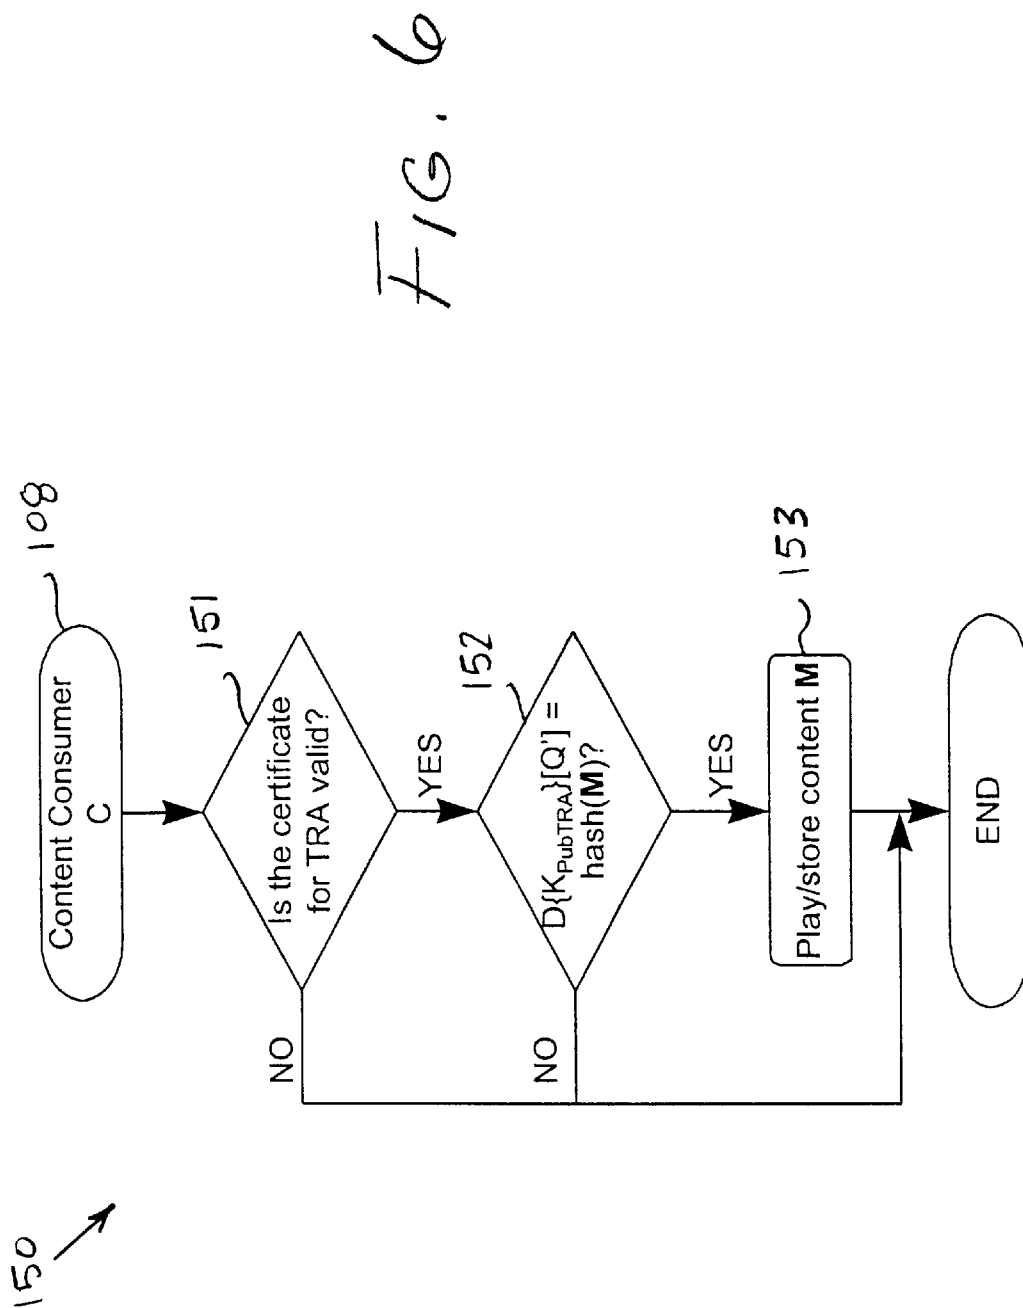 150
Content Consumer
C
108
Is the certificate
for TRA valid?
151
NO
YES
D{K_PubTRA}[Q'] =
hash(M)?
152
NO
YES
Play/store content M
153
END
FIG. 6